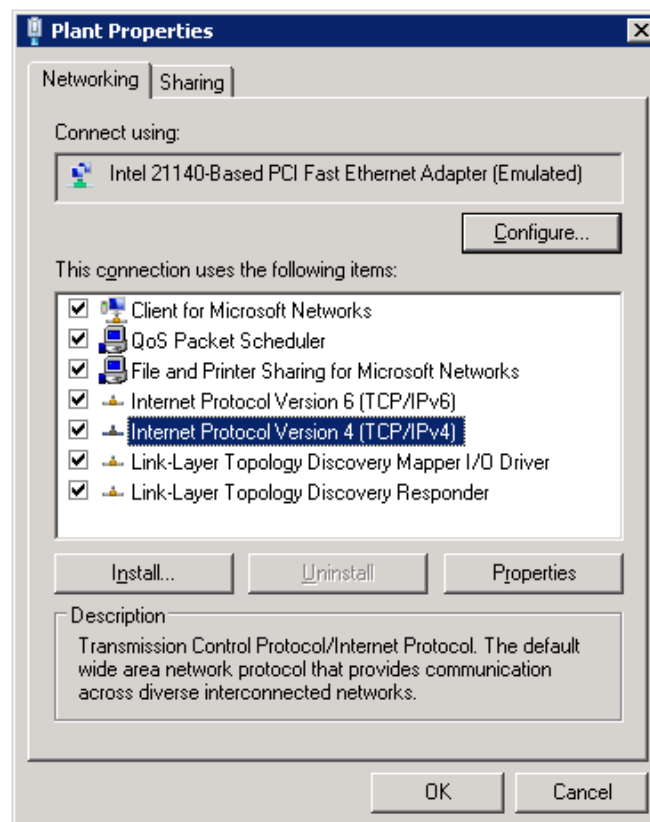 Plant Properties
Networking
Sharing
Connect using:
Intel 21140-Based PCI Fast Ethernet Adapter (Emulated)
Configure...
This connection uses the following items:
Client for Microsoft Networks
QoS Packet Scheduler
File and Printer Sharing for Microsoft Networks
Internet Protocol Version 6 (TCP/IPv6)
Internet Protocol Version 4 (TCP/IPv4)
Link-Layer Topology Discovery Mapper I/O Driver
Link-Layer Topology Discovery Responder
Install...
Uninstall
Properties
Description
Transmission Control Protocol/Internet Protocol. The default
wide area network protocol that provides communication
across diverse interconnected networks.
OK
Cancel